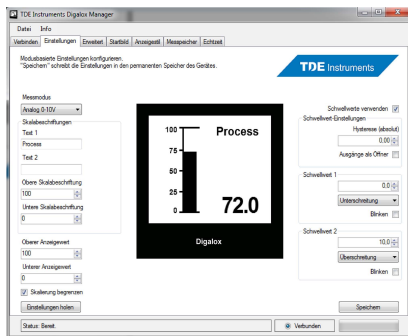 TDE Instruments Digalox Manager
Datei Info
Verbinden Einstellungen Erweitert Startbild Anzeigestil Messspeicher Echtzeit
Modusbasierte Einstellungen konfigurieren.
"Speichern" schreibt die Einstellungen in den permanenten Speicher des Gerätes.
TDE Instruments
Messmodus
Analog 0-10V
Skalabeschriftungen
Text 1
Process
Text 2
Obere Skalabeschriftung
100
Untere Skalabeschriftung
0
Oberer Anzeigewert
100
Unterer Anzeigewert
0
Skalierung begrenzen
Einstellungen holen
100
75
50
25
0
Process
72.0
Digalox
Schwellwerte verwenden
Schwellwert-Einstellungen
Hysterese (absolut)
0,00
Ausgänge als Öffner
Schwellwert 1
0,0
Unterschreitung
Blinken
Schwellwert 2
10,0
Überschreitung
Blinken
Speichern
Status: Bereit.
Verbunden